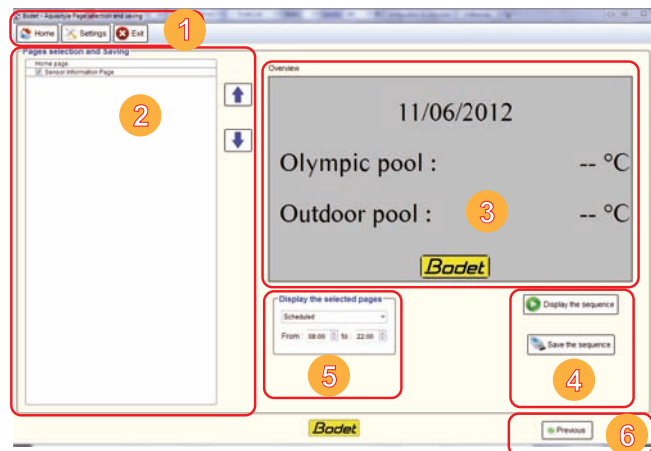 Bodet - Aquastyle Page selection and saving
Home Settings Exit
1
Pages selection and Saving
Home page
Sensor Information Page
2
Overview
11/06/2012
Olympic pool : -- °C
Outdoor pool : -- °C
3
Bodet
Display the selected pages
Scheduled
From : 08:00 to : 22:00
5
Display the sequence
Save the sequence
4
Bodet
Previous
6